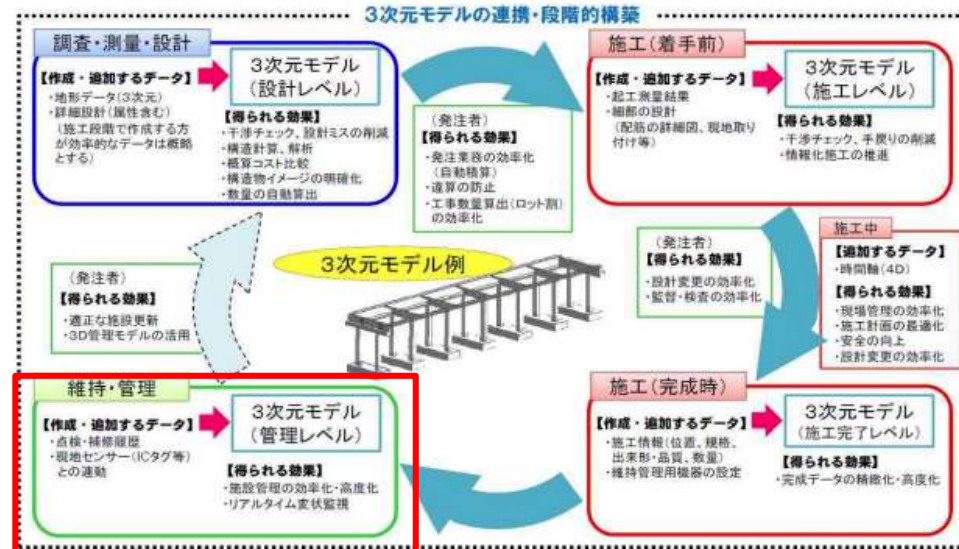 3次元モデルの連携・段階的構築
調査・測量・設計
【作成・追加するデータ】
・地形データ(3次元)
・詳細設計(属性含む)
(施工段階で作成する方
が効率的なデータは概略
とする)
3次元モデル
(設計レベル)
【得られる効果】
・干渉チェック、設計ミスの削減
・構造計算、解析
・概算コスト比較
・構造物イメージの明確化
・数量の自動算出
(発注者)
【得られる効果】
・発注業務の効率化
(自動積算)
・違算の防止
・工事数量算出(ロット割)
の効率化
施工(着手前)
【作成・追加するデータ】
・起工測量結果
・細部の設計
(配筋の詳細図、現地取り
付け等)
3次元モデル
(施工レベル)
【得られる効果】
・干渉チェック、手戻りの削減
・情報化施工の推進
施工中
【追加するデータ】
・時間軸(4D)
【得られる効果】
・現場管理の効率化
・施工計画の最適化
・安全の向上
・設計変更の効率化
(発注者)
【得られる効果】
・設計変更の効率化
・監督・検査の効率化
3次元モデル例
(発注者)
【得られる効果】
・適正な施設更新
・3D管理モデルの活用
施工(完成時)
【作成・追加するデータ】
・施工情報(位置、規格、
出来形・品質、数量)
・維持管理用機器の設定
3次元モデル
(施工完了レベル)
【得られる効果】
・完成データの精緻化・高度化
維持・管理
【作成・追加するデータ】
・点検・補修履歴
・現地センサー(ICタグ等)
との連動
3次元モデル
(管理レベル)
【得られる効果】
・施設管理の効率化・高度化
・リアルタイム変状監視